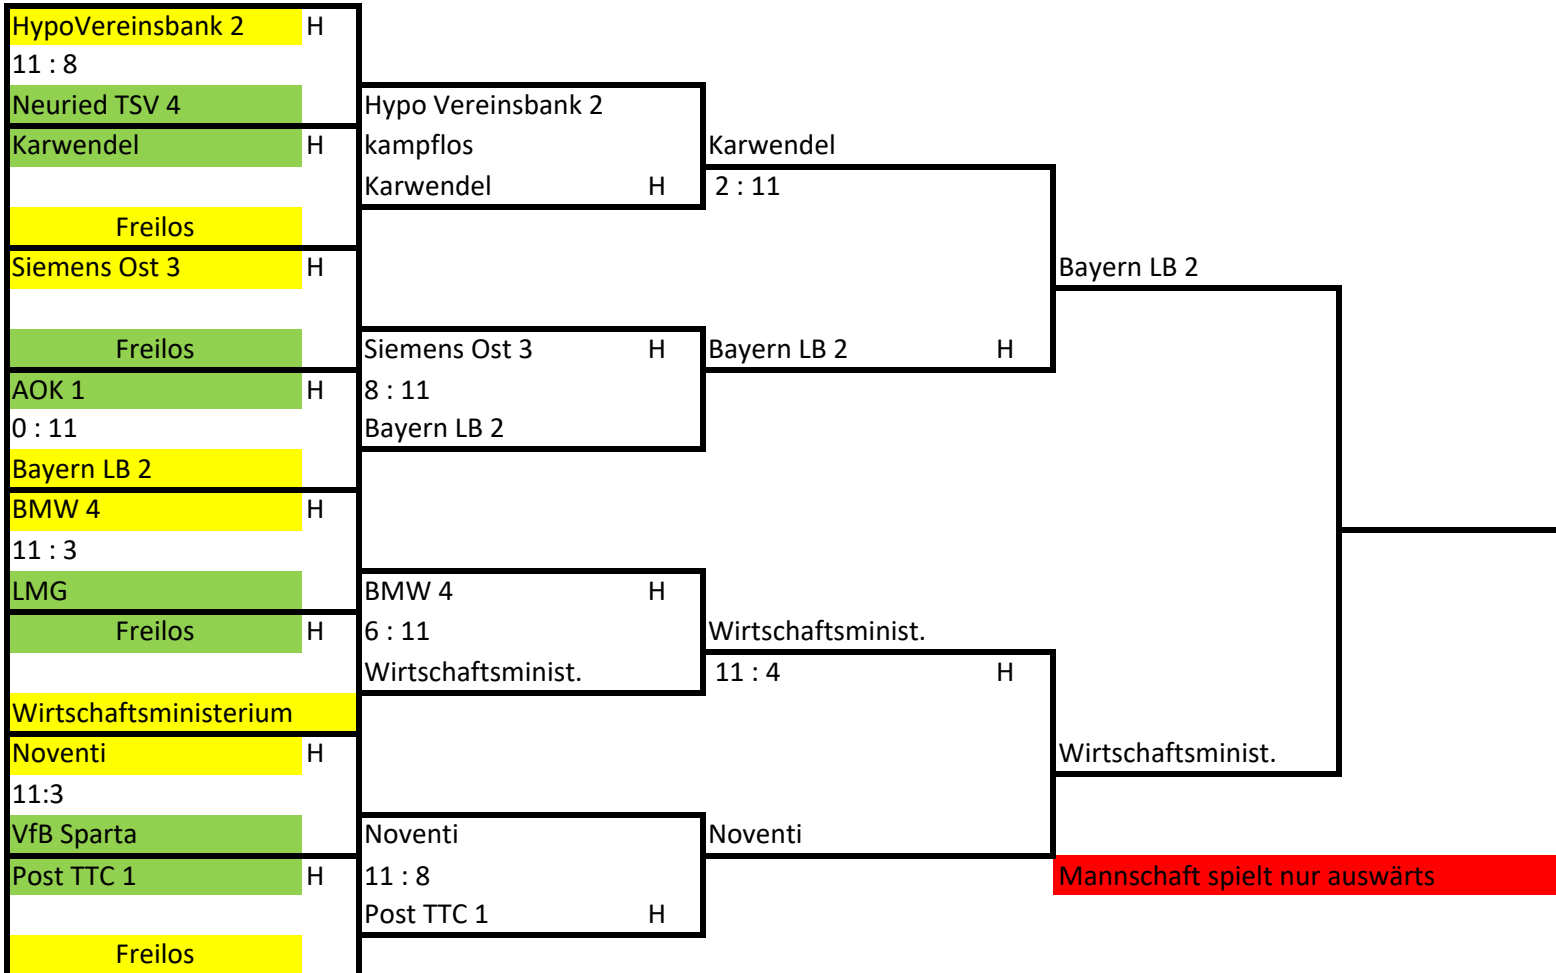 HypoVereinsbank 2 H
11 : 8
Neuried TSV 4 Hypo Vereinsbank 2
Karwendel H kampflos Karwendel
Karwendel H 2 : 11
Freilos
Siemens Ost 3 H Bayern LB 2
Freilos Siemens Ost 3 H Bayern LB 2 H
AOK 1 H 8 : 11
0 : 11 Bayern LB 2
Bayern LB 2
BMW 4 H
11 : 3
LMG BMW 4 H
Freilos H 6 : 11 Wirtschaftsminist.
Wirtschaftsminist. 11 : 4 H
Wirtschaftsministerium
Noventi H Wirtschaftsminist.
11:3
VfB Sparta Noventi Noventi
Post TTC 1 H 11 : 8 Mannschaft spielt nur auswärts
Post TTC 1 H
Freilos